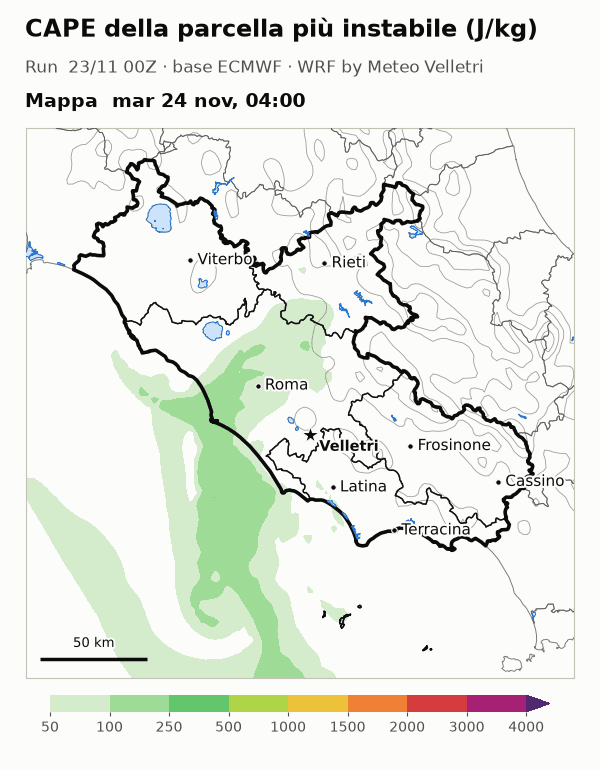 CAPE della parcella più instabile (J/kg)
Run  23/11 00Z · base ECMWF · WRF by Meteo Velletri
Mappa  mar 24 nov, 04:00
Viterbo
Rieti
Roma
Velletri
Frosinone
Latina
Cassino
Terracina
50 km
50 100 250 500 1000 1500 2000 3000 4000